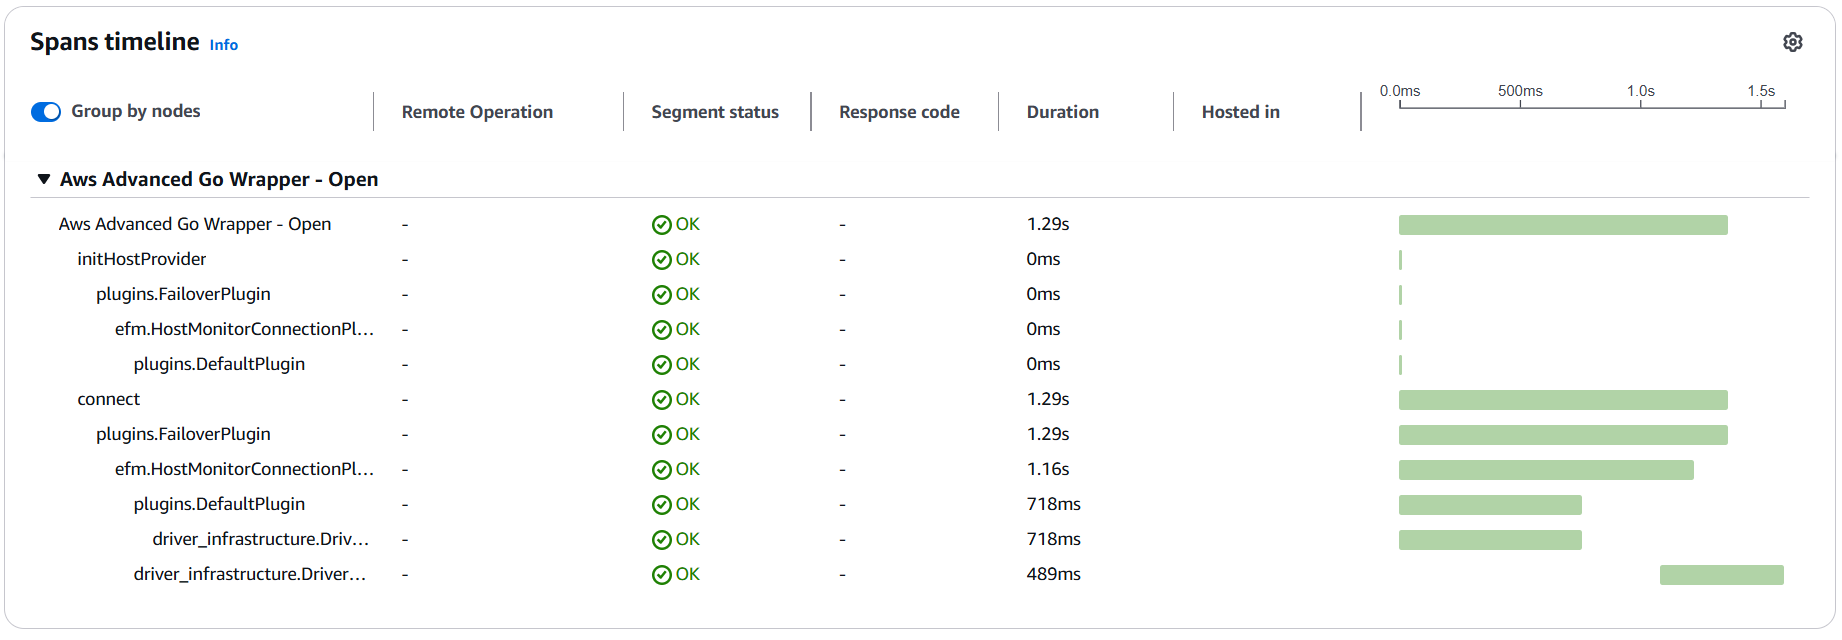 Spans timeline Info
0.0ms 500ms 1.0s 1.5s
Group by nodes Remote Operation Segment status Response code Duration Hosted in
Aws Advanced Go Wrapper - Open
Aws Advanced Go Wrapper - Open - OK - 1.29s
initHostProvider - OK - 0ms
plugins.FailoverPlugin - OK - 0ms
efm.HostMonitorConnectionPl... - OK - 0ms
plugins.DefaultPlugin - OK - 0ms
connect - OK - 1.29s
plugins.FailoverPlugin - OK - 1.29s
efm.HostMonitorConnectionPl... - OK - 1.16s
plugins.DefaultPlugin - OK - 718ms
driver_infrastructure.Driv... - OK - 718ms
driver_infrastructure.Driver... - OK - 489ms